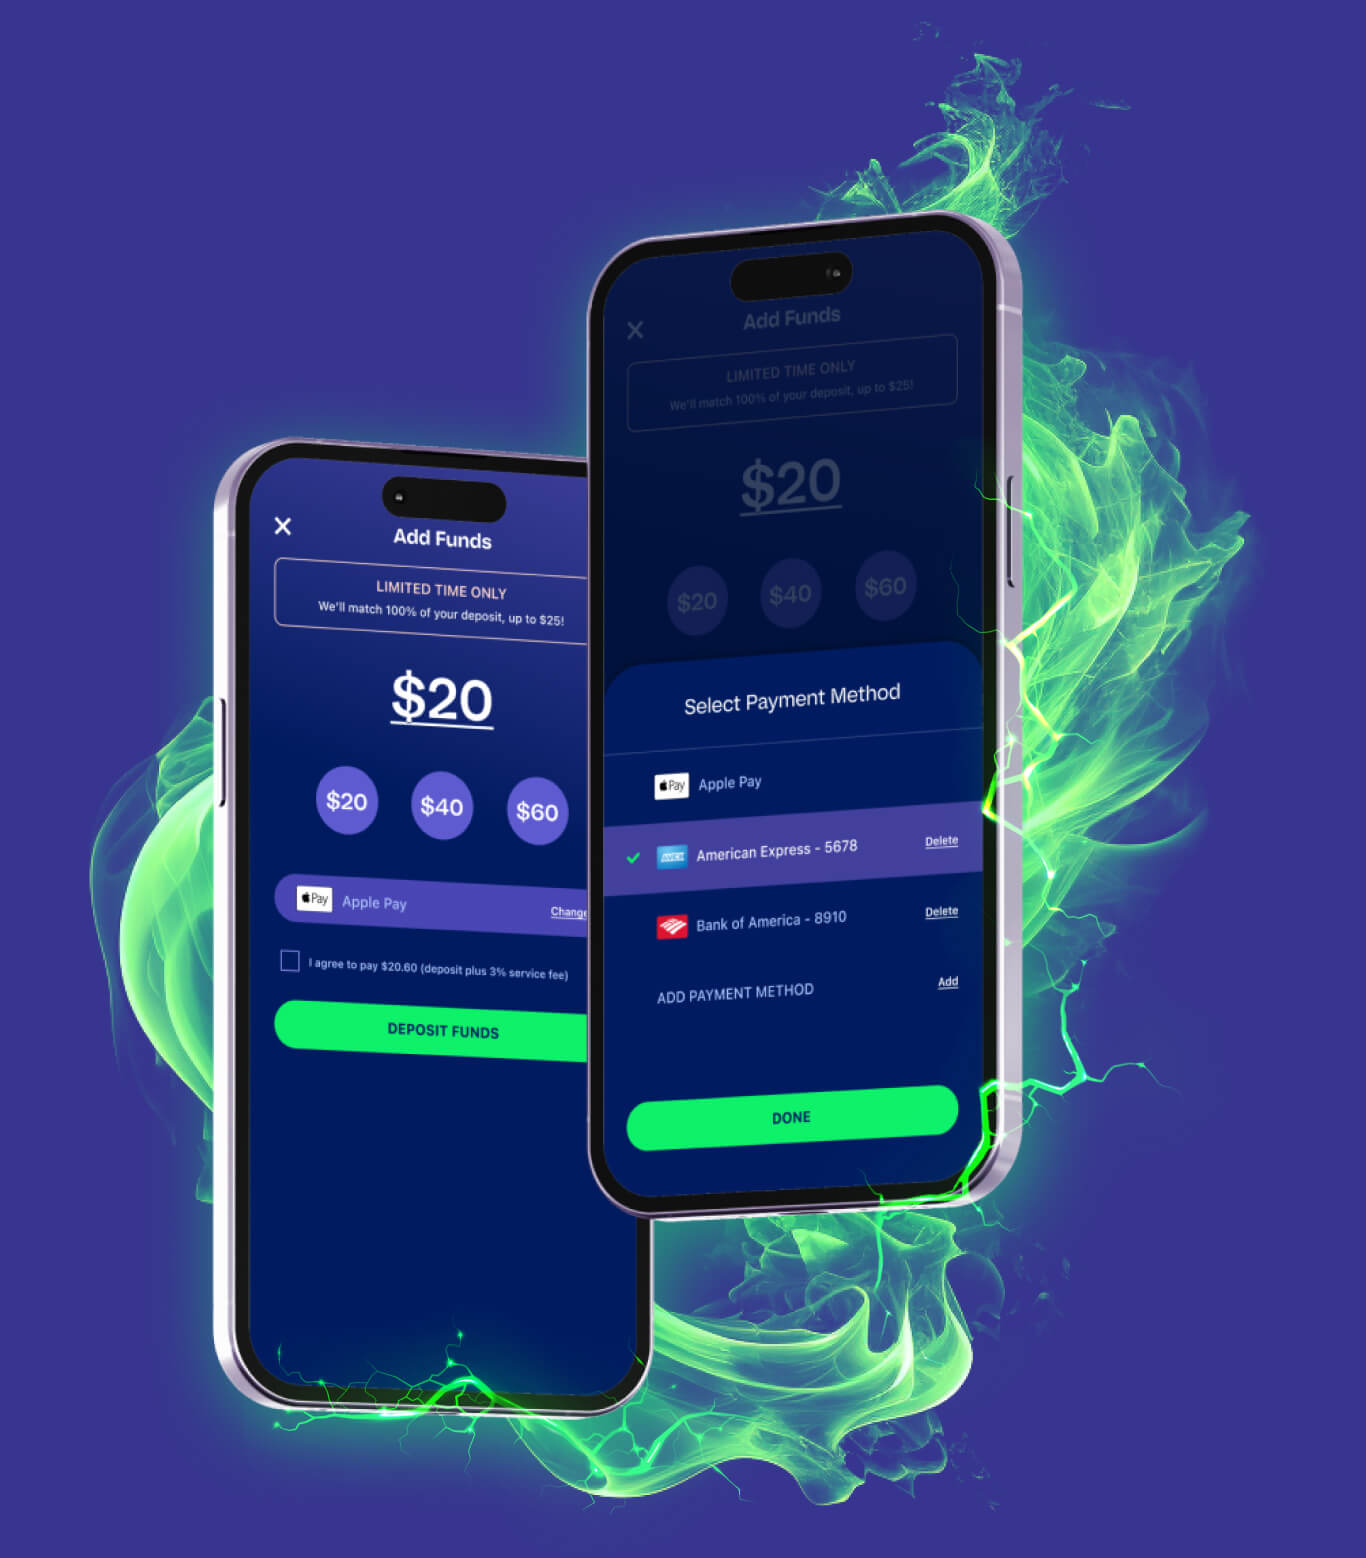 Add Funds
LIMITED TIME ONLY
We'll match 100% of your deposit, up to $25!
$20
$20 $40 $60
Pay Apple Pay Change
I agree to pay $20.60 (deposit plus 3% service fee)
DEPOSIT FUNDS
Add Funds
LIMITED TIME ONLY
We'll match 100% of your deposit, up to $25!
$20
$20 $40 $60
Select Payment Method
Pay Apple Pay
AMEX American Express - 5678 Delete
Bank of America - 8910 Delete
ADD PAYMENT METHOD Add
DONE